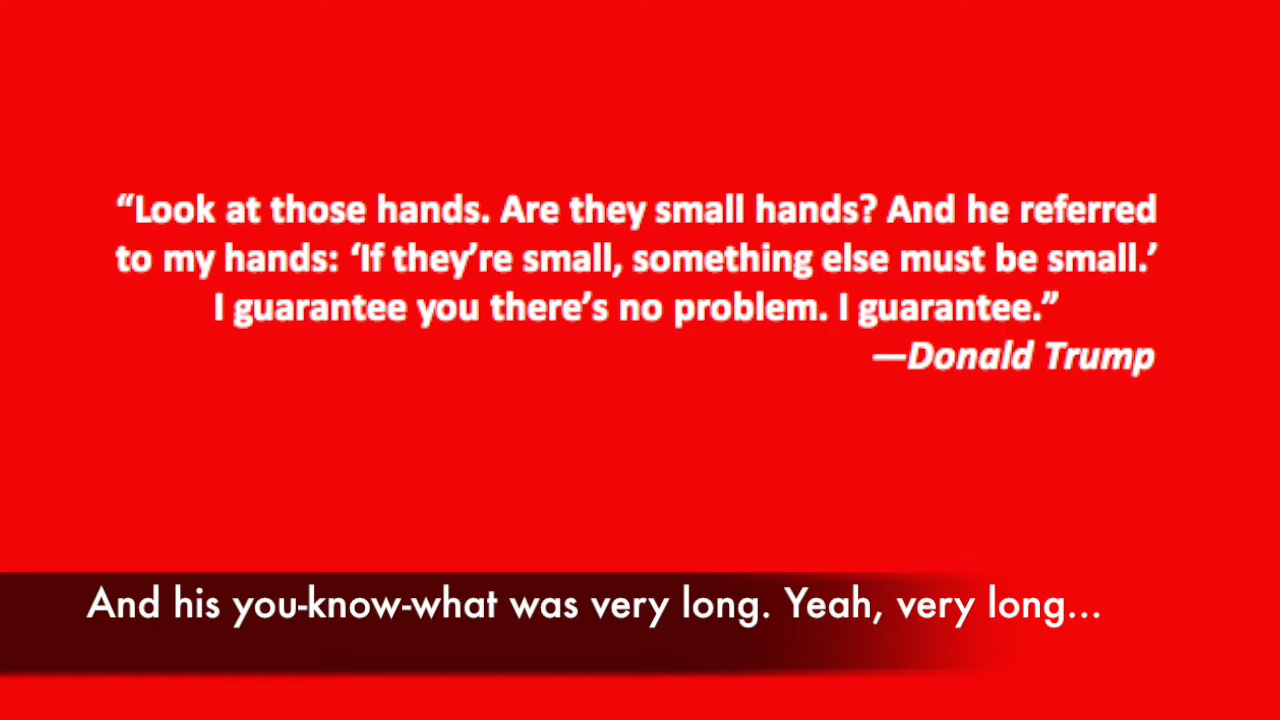 “Look at those hands. Are they small hands? And he referred
to my hands: ‘If they’re small, something else must be small.’
I guarantee you there’s no problem. I guarantee.”
—Donald Trump
And his you-know-what was very long. Yeah, very long...